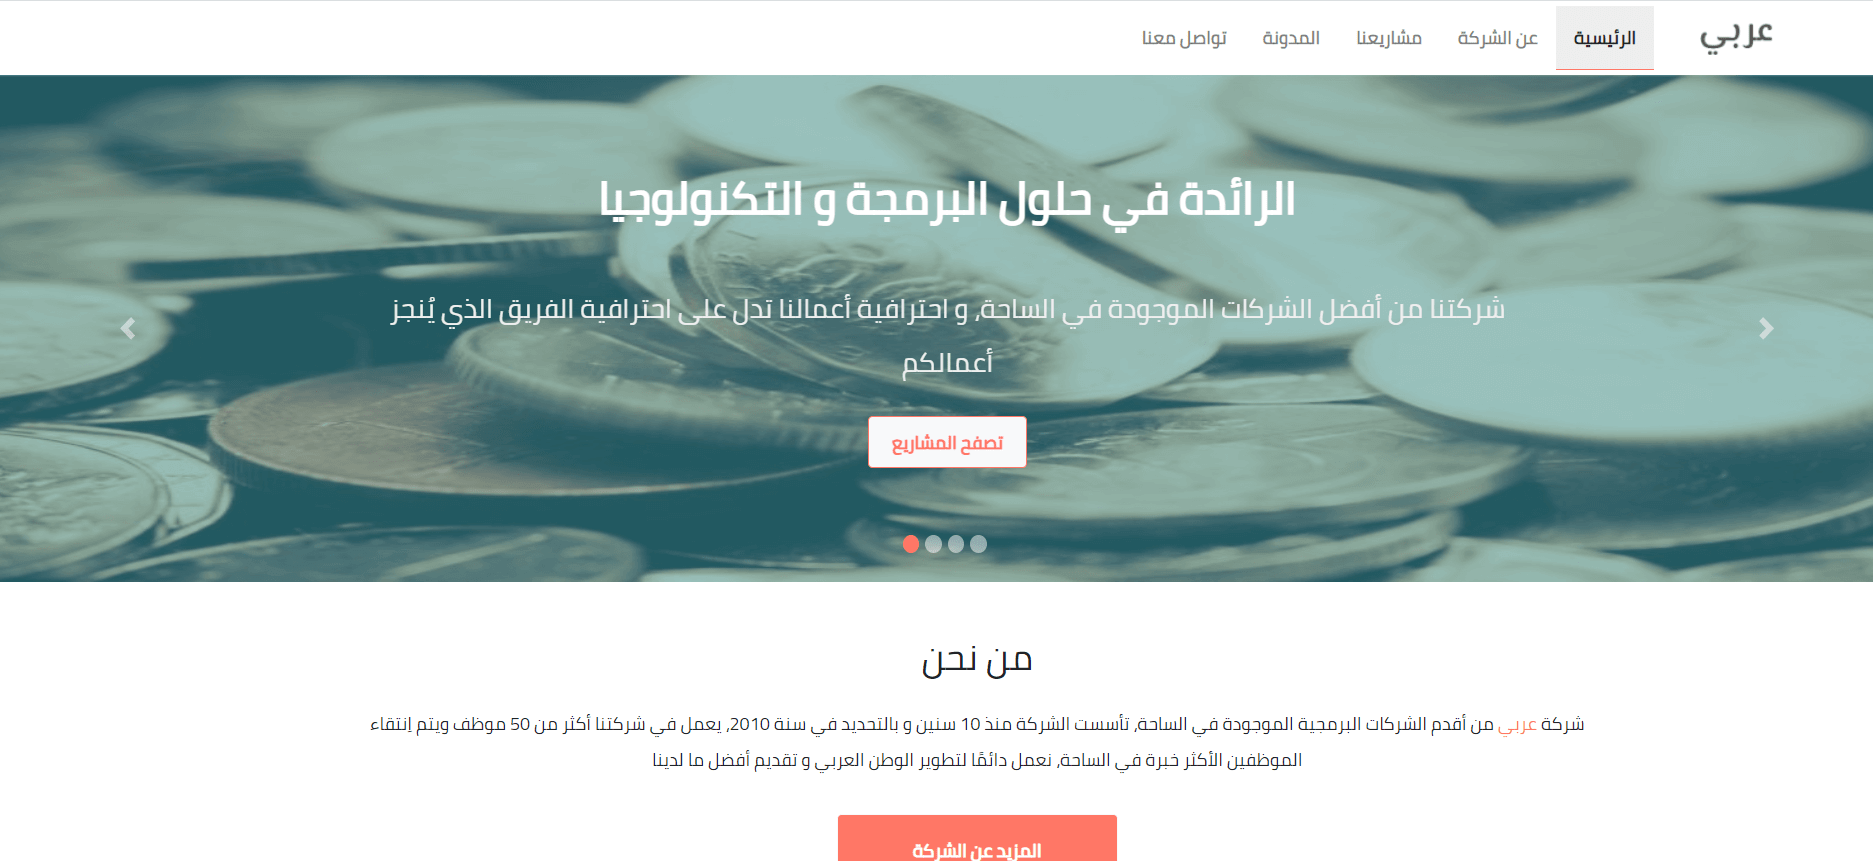 عربي
الرئيسية
عن الشركة
مشاريعنا
المدونة
تواصل معنا
الرائدة في حلول البرمجة و التكنولوجيا
شركتنا من أفضل الشركات الموجودة في الساحة, و احترافية أعمالنا تدل على احترافية الفريق الذي يُنجز
أعمالكم
تصفح المشاريع
من نحن
شركة عربي من أقدم الشركات البرمجية الموجودة في الساحة, تأسست الشركة منذ 10 سنين و بالتحديد في سنة 2010, يعمل في شركتنا أكثر من 50 موظف ويتم إنتقاء
الموظفين الأكثر خبرة في الساحة, نعمل دائمًا لتطوير الوطن العربي و تقديم أفضل ما لدينا
المزيد عن الشركة